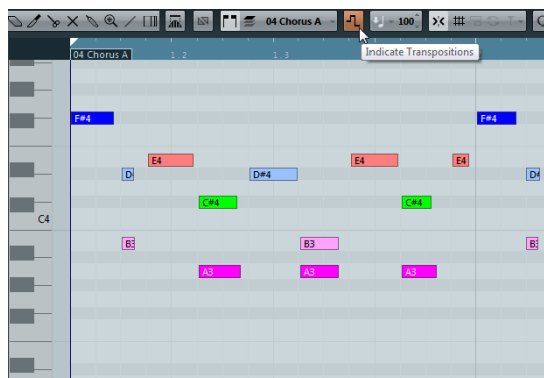 04 Chorus A
100
Indicate Transpositions
04 Chorus A
1.2
1.3
F#4
F#4
E4
E4
E4
D
D#4
D#
C#4
C#4
C4
B3
B3
B3
A3
A3
A3